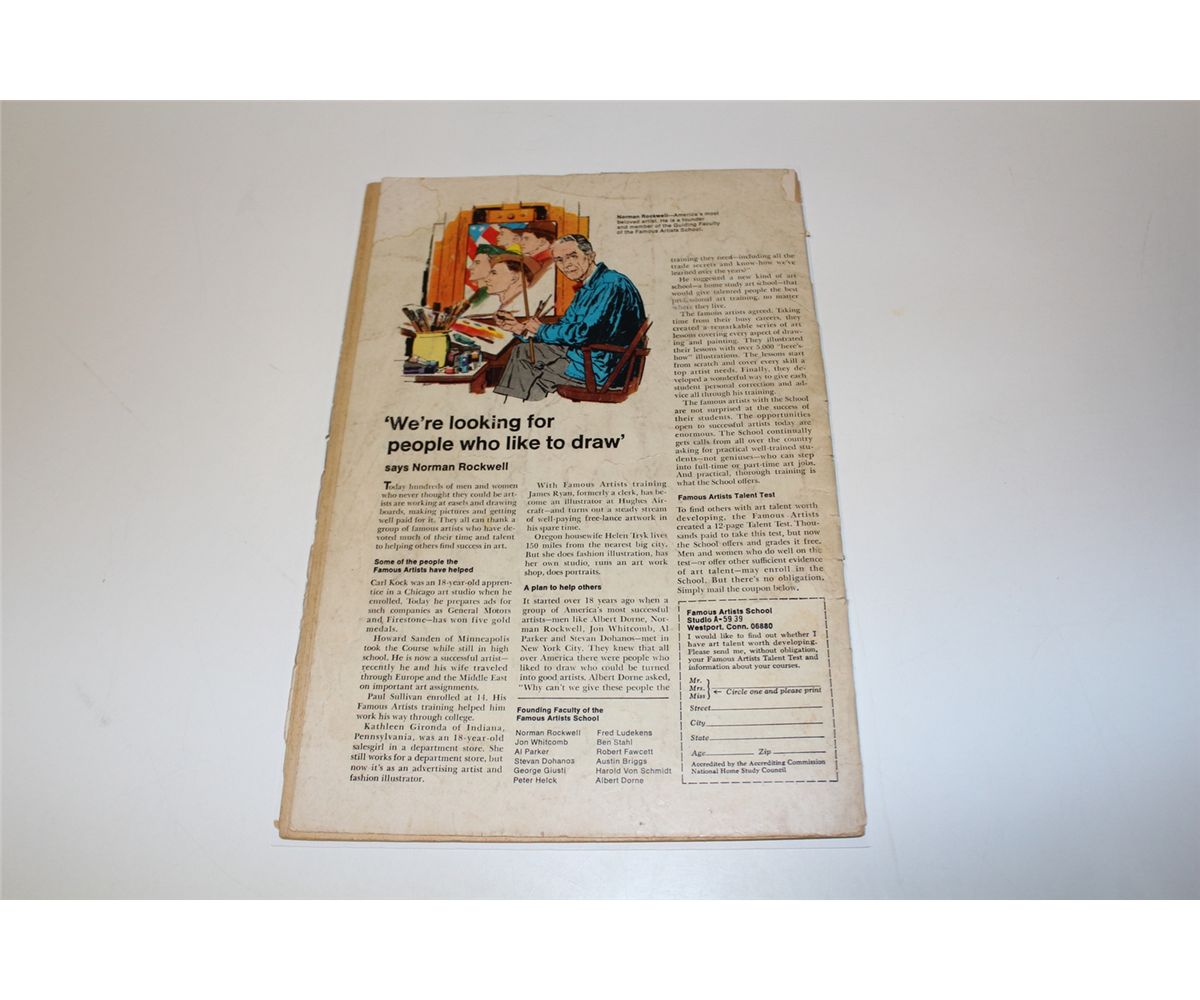 Norman Rockwell—America's most
beloved artist. He is a founder
and member of the Guiding Faculty
of the Famous Artists School.
'We're looking for
people who like to draw'
says Norman Rockwell
Today hundreds of men and women
who never thought they could be art-
ists are working at easels and drawing
boards, making pictures and getting
well paid for it. They all can thank a
group of famous artists who have de-
voted much of their time and talent
to helping others find success in art.
Some of the people the
Famous Artists have helped
Carl Kock was an 18-year-old appren-
tice in a Chicago art studio when he
enrolled. Today he prepares ads for
such companies as General Motors
and Firestone—has won five gold
medals.
Howard Sanden of Minneapolis
took the Course while still in high
school. He is now a successful artist—
recently he and his wife traveled
through Europe and the Middle East
on important art assignments.
Paul Sullivan enrolled at 14. His
Famous Artists training helped him
work his way through college.
Kathleen Gironda of Indiana,
Pennsylvania, was an 18-year-old
salesgirl in a department store. She
still works for a department store, but
now it's as an advertising artist and
fashion illustrator.
With Famous Artists training
James Ryan, formerly a clerk, has be-
come an illustrator at Hughes Air-
craft—and turns out a steady stream
of well-paying free-lance artwork in
his spare time.
Oregon housewife Helen Tryk lives
150 miles from the nearest big city.
But she does fashion illustration, has
her own studio, runs an art work
shop, does portraits.
A plan to help others
It started over 18 years ago when a
group of America's most successful
artists—men like Albert Dorne, Nor-
man Rockwell, Jon Whitcomb, Al
Parker and Stevan Dohanos—met in
New York City. They knew that all
over America there were people who
liked to draw who could be turned
into good artists. Albert Dorne asked,
"Why can't we give these people the
Founding Faculty of the
Famous Artists School
Norman Rockwell Fred Ludekens
Jon Whitcomb Ben Stahl
Al Parker Robert Fawcett
Stevan Dohanos Austin Briggs
George Giusti Harold Von Schmidt
Peter Helck Albert Dorne
training they need—including all the
trade secrets and know-how we've
learned over the years?"
He suggested a new kind of art
school—a home study art school—that
would give talented people the best
professional art training, no matter
where they live.
The famous artists agreed. Taking
time from their busy careers, they
created a remarkable series of art
lessons covering every aspect of draw-
ing and painting. They illustrated
their lessons with over 5,000 "here's-
how" illustrations. The lessons start
from scratch and cover every skill a
top artist needs. Finally, they de-
veloped a wonderful way to give each
student personal correction and ad-
vice all through his training.
The famous artists with the School
are not surprised at the success of
their students. The opportunities
open to successful artists today are
enormous. The School continually
gets calls from all over the country
asking for practical well-trained stu-
dents—not geniuses—who can step
into full-time or part-time art jobs.
And practical, thorough training is
what the School offers.
Famous Artists Talent Test
To find others with art talent worth
developing, the Famous Artists
created a 12-page Talent Test. Thou-
sands paid to take this test, but now
the School offers and grades it free.
Men and women who do well on the
test—or offer other sufficient evidence
of art talent—may enroll in the
School. But there's no obligation.
Simply mail the coupon below.
Famous Artists School
Studio A-5939
Westport, Conn. 06880
I would like to find out whether I
have art talent worth developing.
Please send me, without obligation,
your Famous Artists Talent Test and
information about your courses.
Mr.
Mrs. ← Circle one and please print
Miss
Street
City
State
Age Zip
Accredited by the Accrediting Commission
National Home Study Council